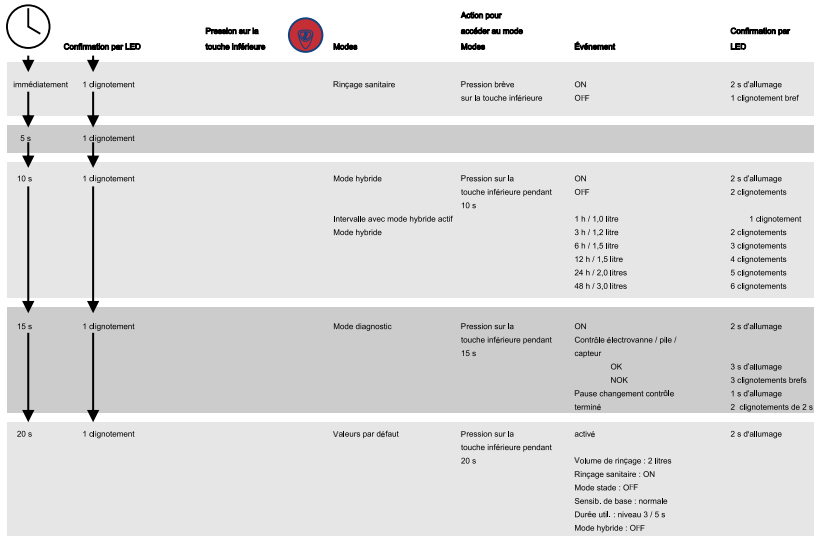 Confirmation par LED
Pression sur la
touche inférieure
Modes
Action pour
accéder au mode
Modes
Événement
Confirmation par
LED
immédiatement 1 clignotement Rinçage sanitaire Pression brève ON 2 s d'allumage
sur la touche inférieure OFF 1 clignotement bref
5 s 1 clignotement
10 s 1 clignotement Mode hybride Pression sur la ON 2 s d'allumage
touche inférieure pendant OFF 2 clignotements
10 s
Intervalle avec mode hybride actif 1 h / 1,0 litre 1 clignotement
Mode hybride 3 h / 1,2 litre 2 clignotements
6 h / 1,5 litre 3 clignotements
12 h / 1,5 litre 4 clignotements
24 h / 2,0 litres 5 clignotements
48 h / 3,0 litres 6 clignotements
15 s 1 clignotement Mode diagnostic Pression sur la ON 2 s d'allumage
touche inférieure pendant Contrôle électrovanne / pile /
15 s capteur
OK 3 s d'allumage
NOK 3 clignotements brefs
Pause changement contrôle 1 s d'allumage
terminé 2 clignotements de 2 s
20 s 1 clignotement Valeurs par défaut Pression sur la activé 2 s d'allumage
touche inférieure pendant
20 s Volume de rinçage : 2 litres
Rinçage sanitaire : ON
Mode stade : OFF
Sensib. de base : normale
Durée util. : niveau 3 / 5 s
Mode hybride : OFF